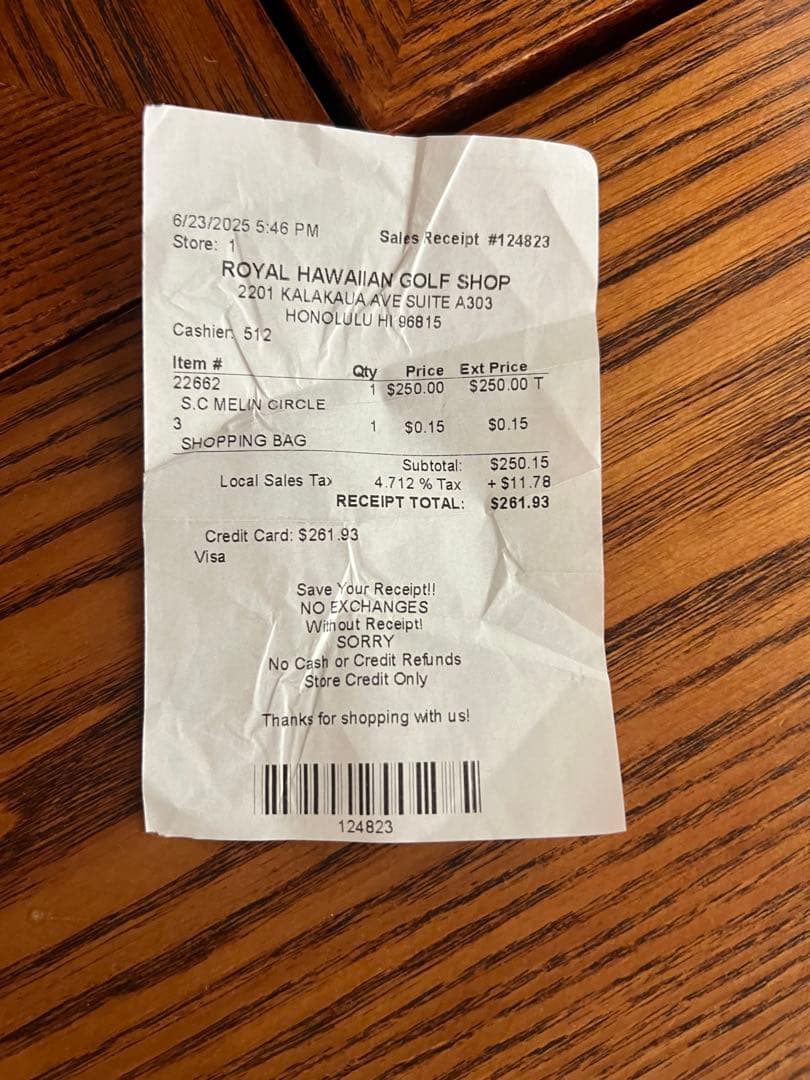 6/23/2025 5:46 PM
Store: 1 Sales Receipt #124823
ROYAL HAWAIIAN GOLF SHOP
2201 KALAKAUA AVE SUITE A303
HONOLULU HI 96815
Cashier: 512
Item # Qty Price Ext Price
22662 1 $250.00 $250.00 T
S.C MELIN CIRCLE
3 1 $0.15 $0.15
SHOPPING BAG
Subtotal: $250.15
Local Sales Tax 4.712 % Tax + $11.78
RECEIPT TOTAL: $261.93
Credit Card: $261.93
Visa
Save Your Receipt!!
NO EXCHANGES
Without Receipt!
SORRY
No Cash or Credit Refunds
Store Credit Only
Thanks for shopping with us!
124823